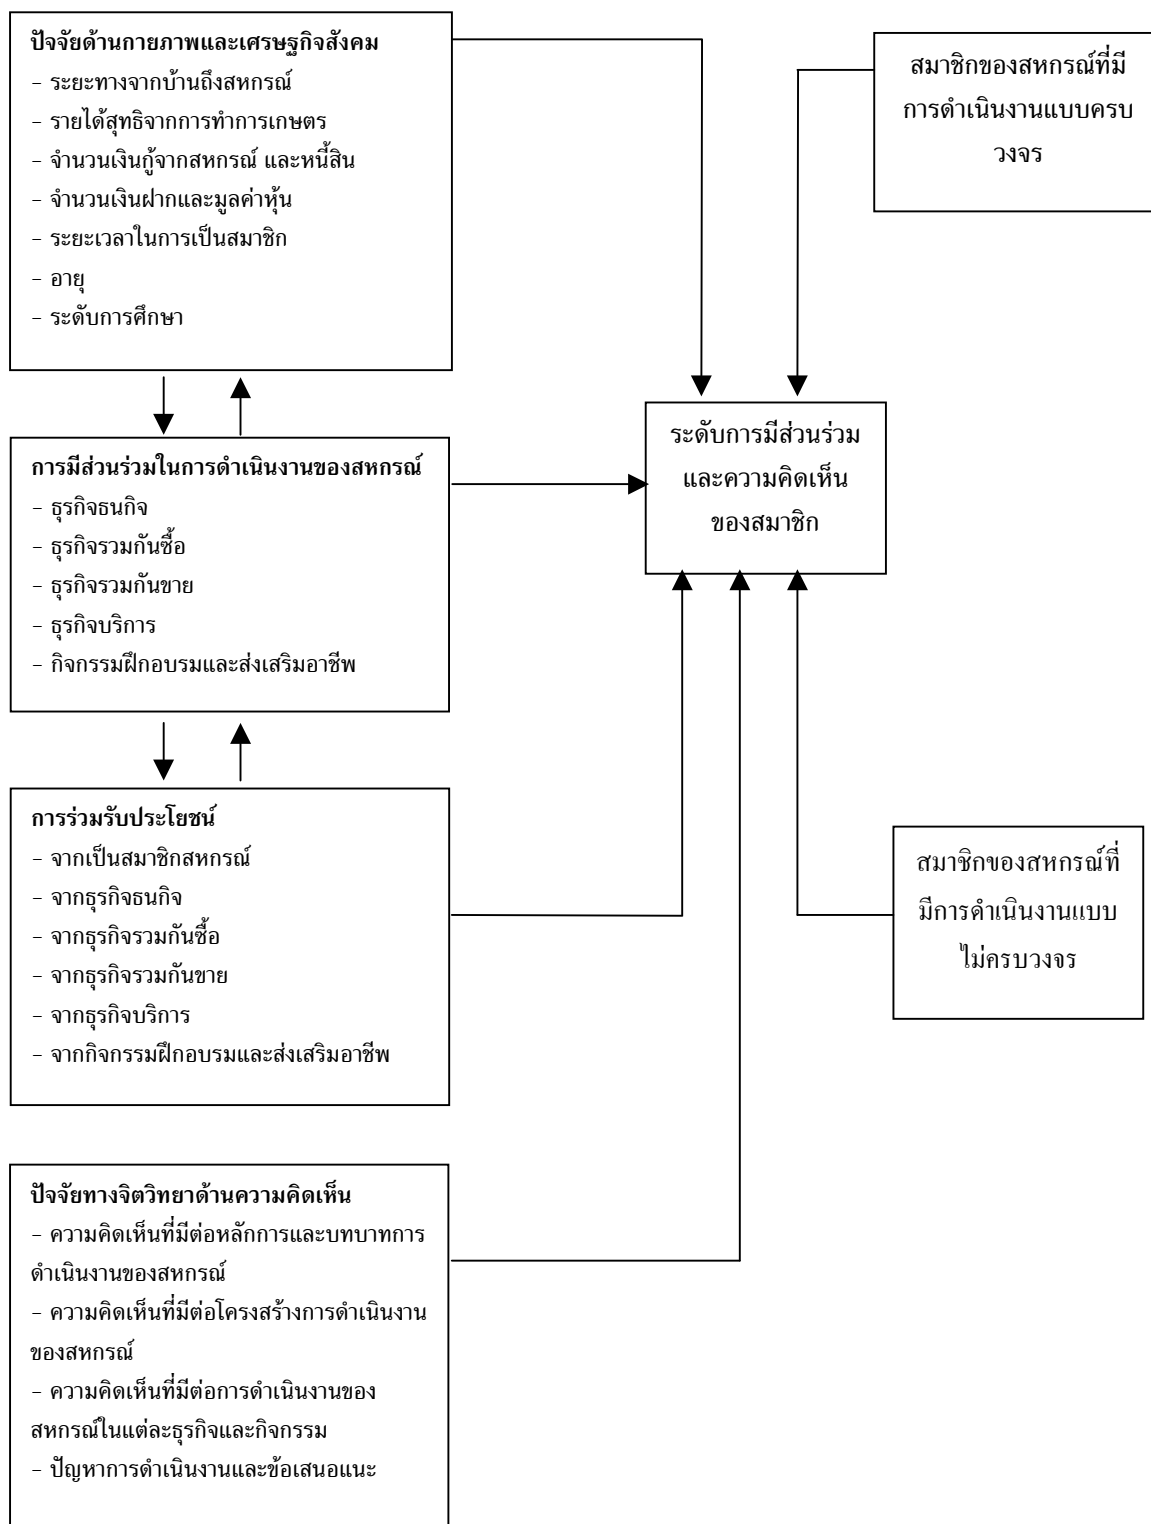 ปัจจัยด้านกายภาพและเศรษฐกิจสังคม
- ระยะทางจากบ้านถึงสหกรณ์
- รายได้สุทธิจากการทำการเกษตร
- จำนวนเงินกู้จากสหกรณ์ และหนี้สิน
- จำนวนเงินฝากและมูลค่าหุ้น
- ระยะเวลาในการเป็นสมาชิก
- อายุ
- ระดับการศึกษา
สมาชิกของสหกรณ์ที่มี
การดำเนินงานแบบครบ
วงจร
การมีส่วนร่วมในการดำเนินงานของสหกรณ์
- ธุรกิจธนกิจ
- ธุรกิจรวมกันซื้อ
- ธุรกิจรวมกันขาย
- ธุรกิจบริการ
- กิจกรรมฝึกอบรมและส่งเสริมอาชีพ
ระดับการมีส่วนร่วม
และความคิดเห็น
ของสมาชิก
การร่วมรับประโยชน์
- จากเป็นสมาชิกสหกรณ์
- จากธุรกิจธนกิจ
- จากธุรกิจรวมกันซื้อ
- จากธุรกิจรวมกันขาย
- จากธุรกิจบริการ
- จากกิจกรรมฝึกอบรมและส่งเสริมอาชีพ
สมาชิกของสหกรณ์ที่
มีการดำเนินงานแบบ
ไม่ครบวงจร
ปัจจัยทางจิตวิทยาด้านความคิดเห็น
- ความคิดเห็นที่มีต่อหลักการและบทบาทการ
ดำเนินงานของสหกรณ์
- ความคิดเห็นที่มีต่อโครงสร้างการดำเนินงาน
ของสหกรณ์
- ความคิดเห็นที่มีต่อการดำเนินงานของ
สหกรณ์ในแต่ละธุรกิจและกิจกรรม
- ปัญหาการดำเนินงานและข้อเสนอแนะ